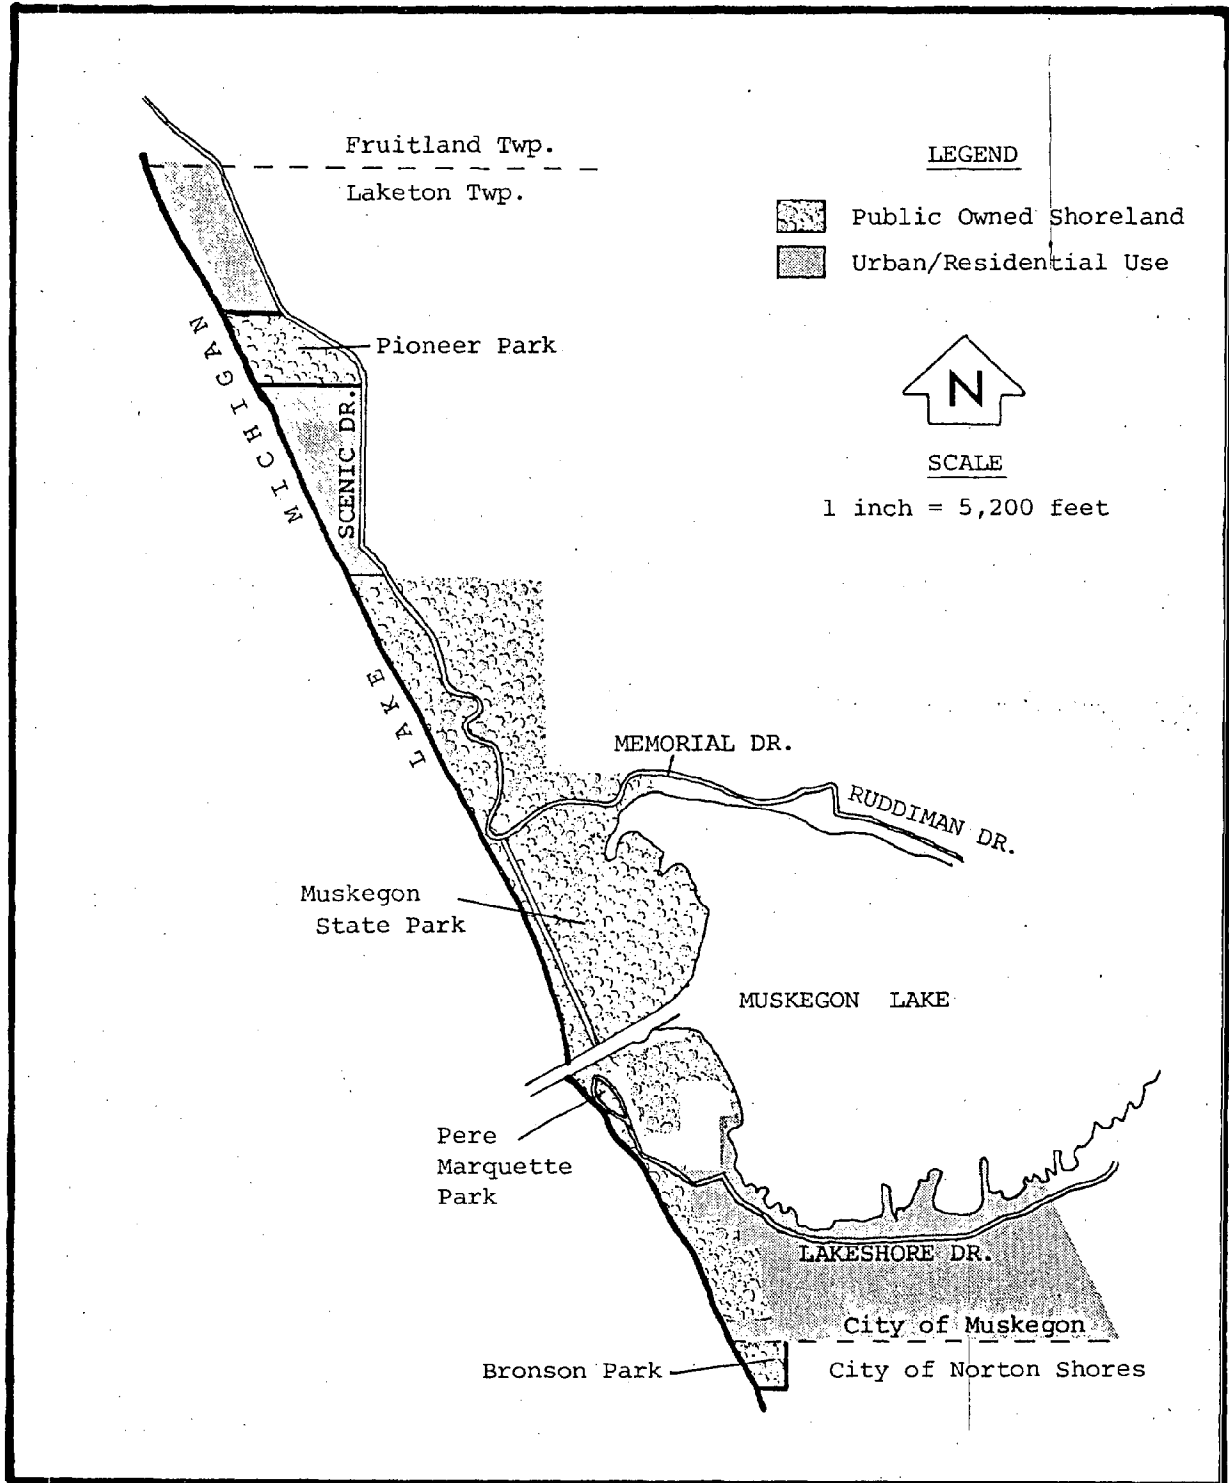 Fruitland Twp.
Laketon Twp.
LEGEND
Public Owned Shoreland
Urban/Residential Use
N
SCALE
1 inch = 5,200 feet
Pioneer Park
SCENIC DR.
LAKE MICHIGAN
MEMORIAL DR.
RUDDIMAN DR.
Muskegon
State Park
MUSKEGON LAKE
Pere
Marquette
Park
LAKESHORE DR.
City of Muskegon
Bronson Park
City of Norton Shores